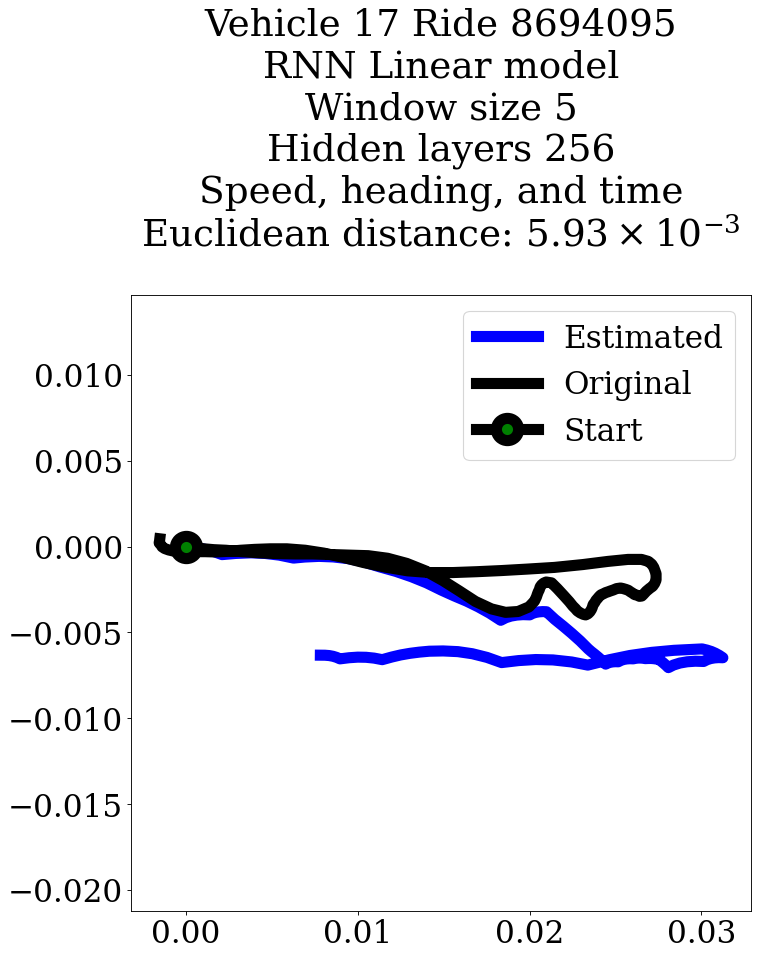 Vehicle 17 Ride 8694095
RNN Linear model
Window size 5
Hidden layers 256
Speed, heading, and time
Euclidean distance: 5.93 × 10⁻³
Estimated
Original
Start
0.010
0.005
0.000
−0.005
−0.010
−0.015
−0.020
0.00 0.01 0.02 0.03